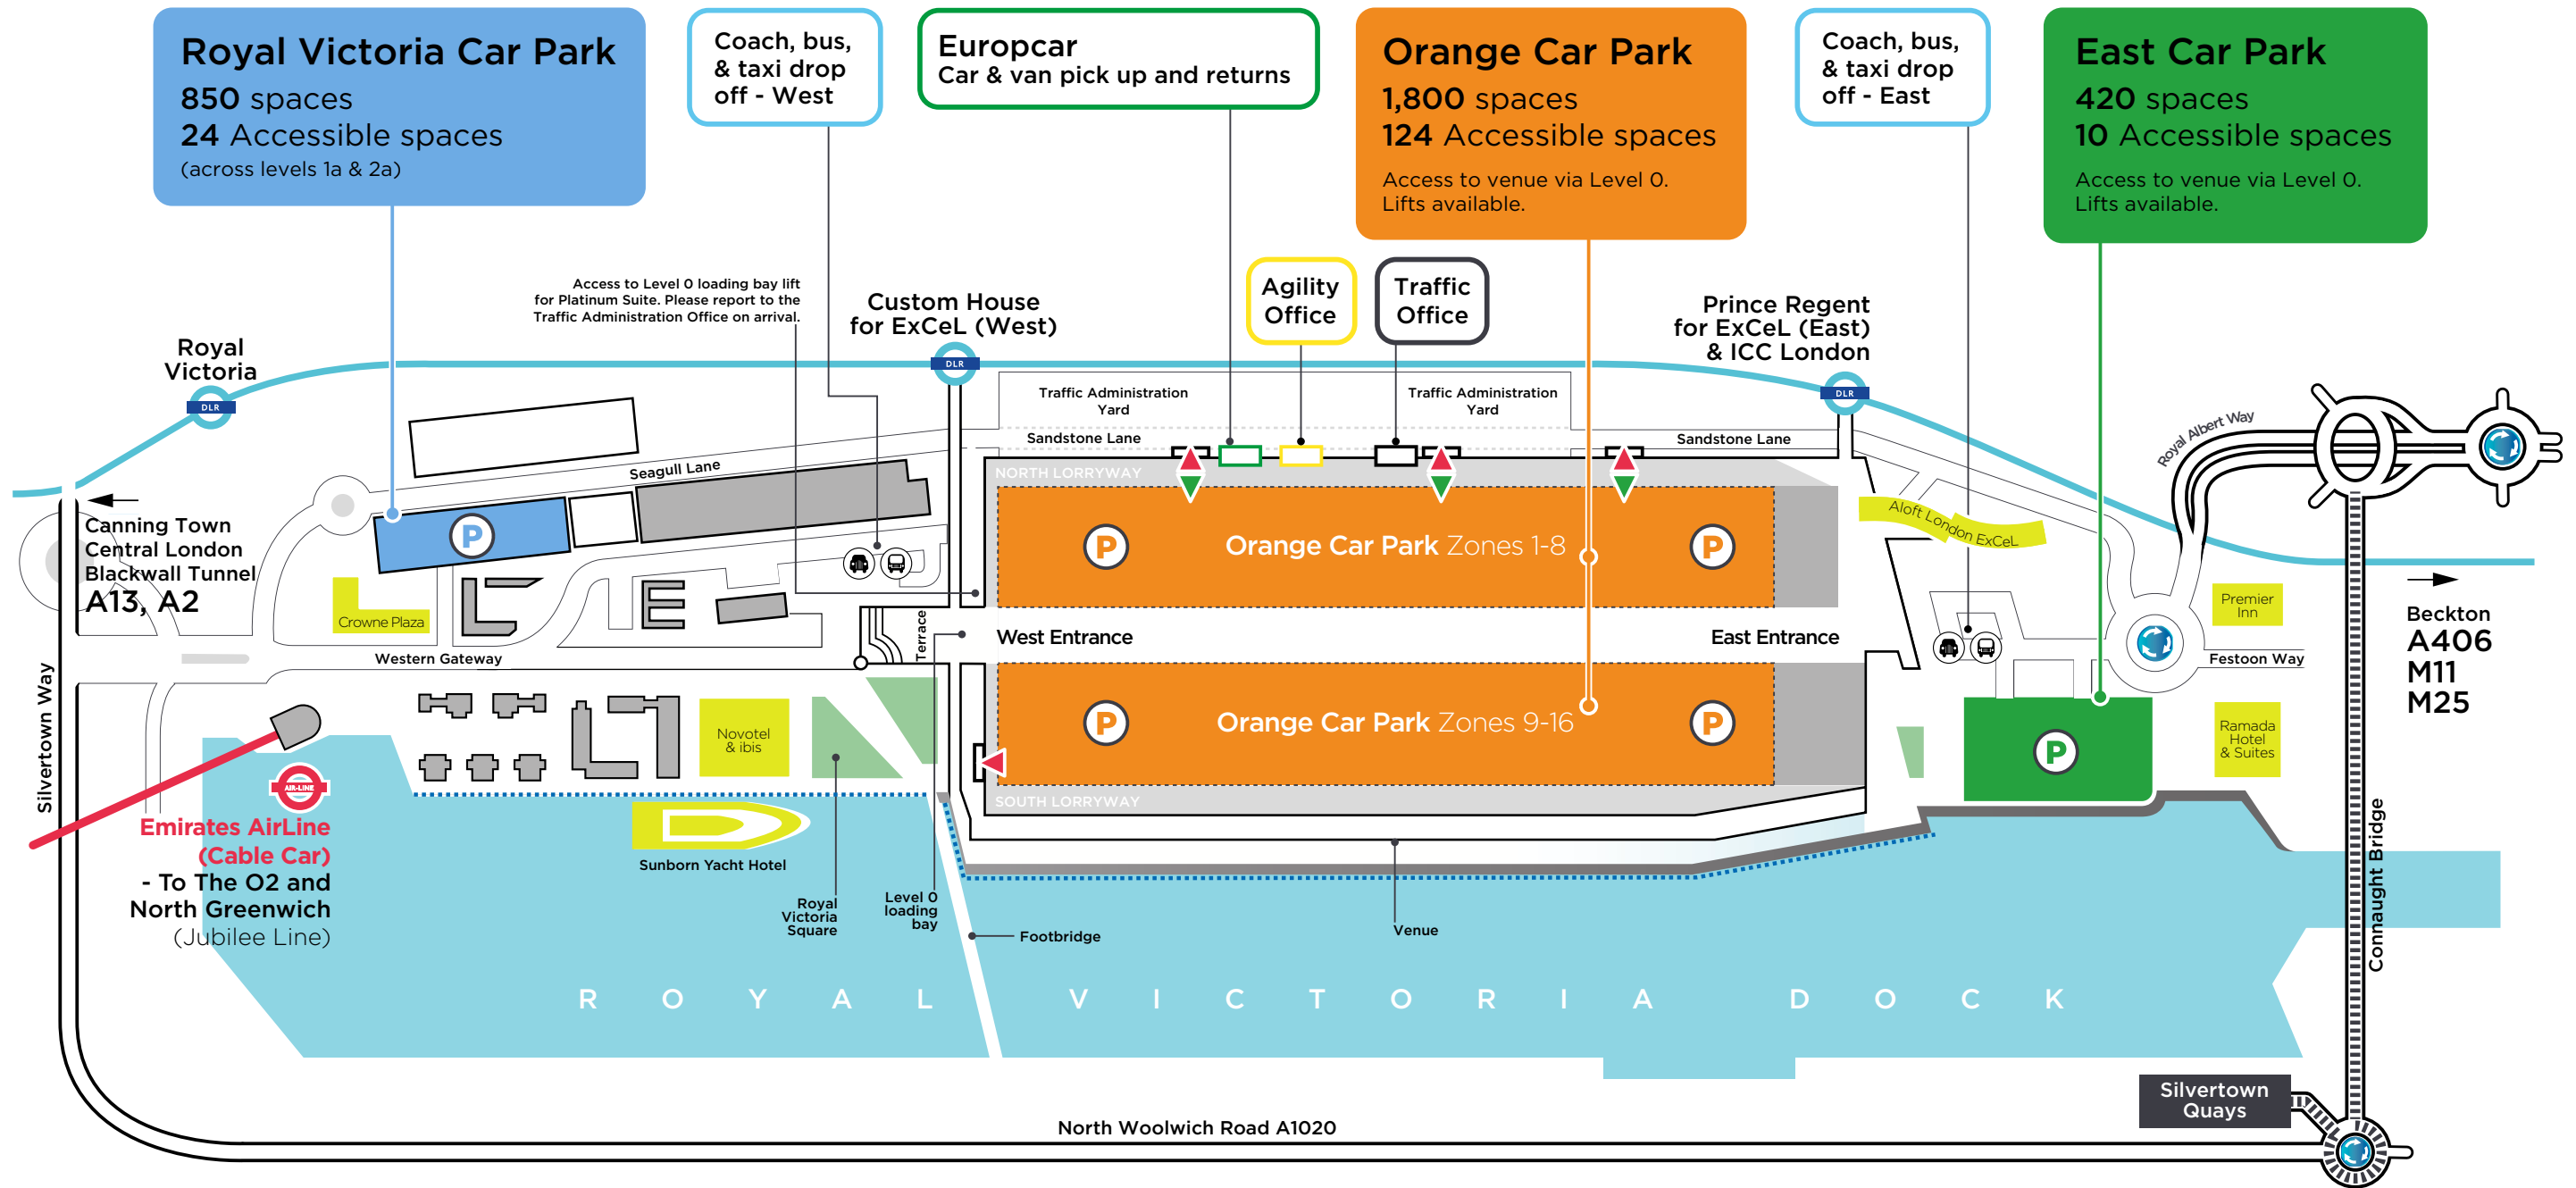 Royal Victoria Car Park
850 spaces
24 Accessible spaces
(across levels 1a & 2a)
Coach, bus,
& taxi drop
off - West
Europcar
Car & van pick up and returns
Orange Car Park
1,800 spaces
124 Accessible spaces
Access to venue via Level 0.
Lifts available.
Coach, bus,
& taxi drop
off - East
East Car Park
420 spaces
10 Accessible spaces
Access to venue via Level 0.
Lifts available.
Access to Level 0 loading bay lift
for Platinum Suite. Please report to the
Traffic Administration Office on arrival.
Custom House
for ExCeL (West)
DLR
Agility
Office
Traffic
Office
Prince Regent
for ExCeL (East)
& ICC London
DLR
Royal
Victoria
DLR
Traffic Administration
Yard
Traffic Administration
Yard
Sandstone Lane
Sandstone Lane
Royal Albert Way
Seagull Lane
NORTH LORRYWAY
Canning Town
Central London
Blackwall Tunnel
A13, A2
P
P
Orange Car Park Zones 1-8
P
Aloft London ExCeL
Crowne Plaza
Premier
Inn
Beckton
A406
M11
M25
Terrace
West Entrance
East Entrance
Western Gateway
Festoon Way
Silvertown Way
Novotel
& ibis
P
Orange Car Park Zones 9-16
P
P
Ramada
Hotel
& Suites
SOUTH LORRYWAY
AIR-LINE
Emirates AirLine
(Cable Car)
- To The O2 and
North Greenwich
(Jubilee Line)
Sunborn Yacht Hotel
Royal
Victoria
Square
Level 0
loading
bay
Footbridge
Venue
Connaught Bridge
ROYAL VICTORIA DOCK
Silvertown
Quays
North Woolwich Road A1020